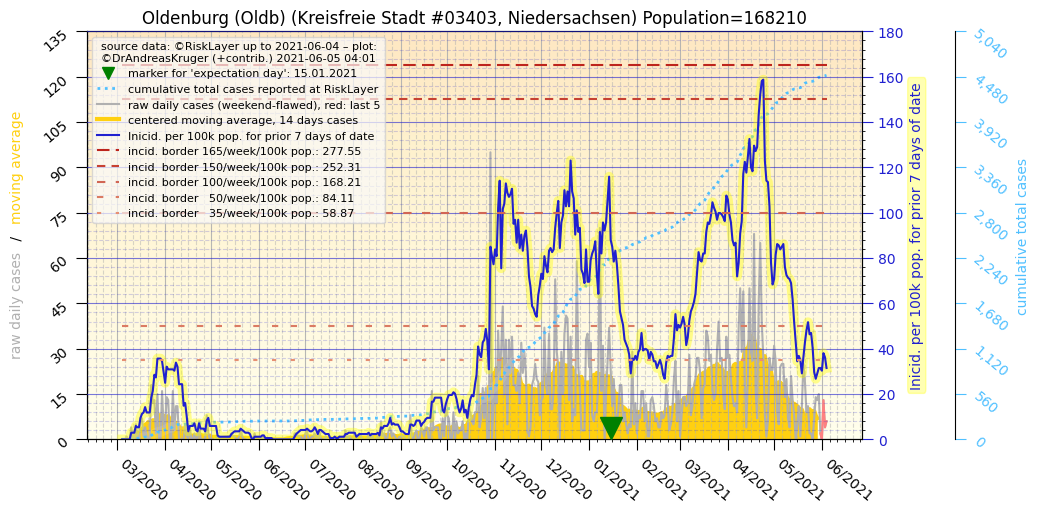 Oldenburg (Oldb) (Kreisfreie Stadt #03403, Niedersachsen) Population=168210
source data: ©RiskLayer up to 2021-06-04 – plot:
©DrAndreasKruger (+contrib.) 2021-06-05 04:01
marker for 'expectation day': 15.01.2021
cumulative total cases reported at RiskLayer
raw daily cases (weekend-flawed), red: last 5
centered moving average, 14 days cases
Inicid. per 100k pop. for prior 7 days of date
incid. border 165/week/100k pop.: 277.55
incid. border 150/week/100k pop.: 252.31
incid. border 100/week/100k pop.: 168.21
incid. border   50/week/100k pop.: 84.11
incid. border   35/week/100k pop.: 58.87
raw daily cases   /   moving average
135
120
105
90
75
60
45
30
15
0
03/2020
04/2020
05/2020
06/2020
07/2020
08/2020
09/2020
10/2020
11/2020
12/2020
01/2021
02/2021
03/2021
04/2021
05/2021
06/2021
180
160
140
120
100
80
60
40
20
0
Inicid. per 100k pop. for prior 7 days of date
5,040
4,480
3,920
3,360
2,800
2,240
1,680
1,120
560
0
cumulative total cases